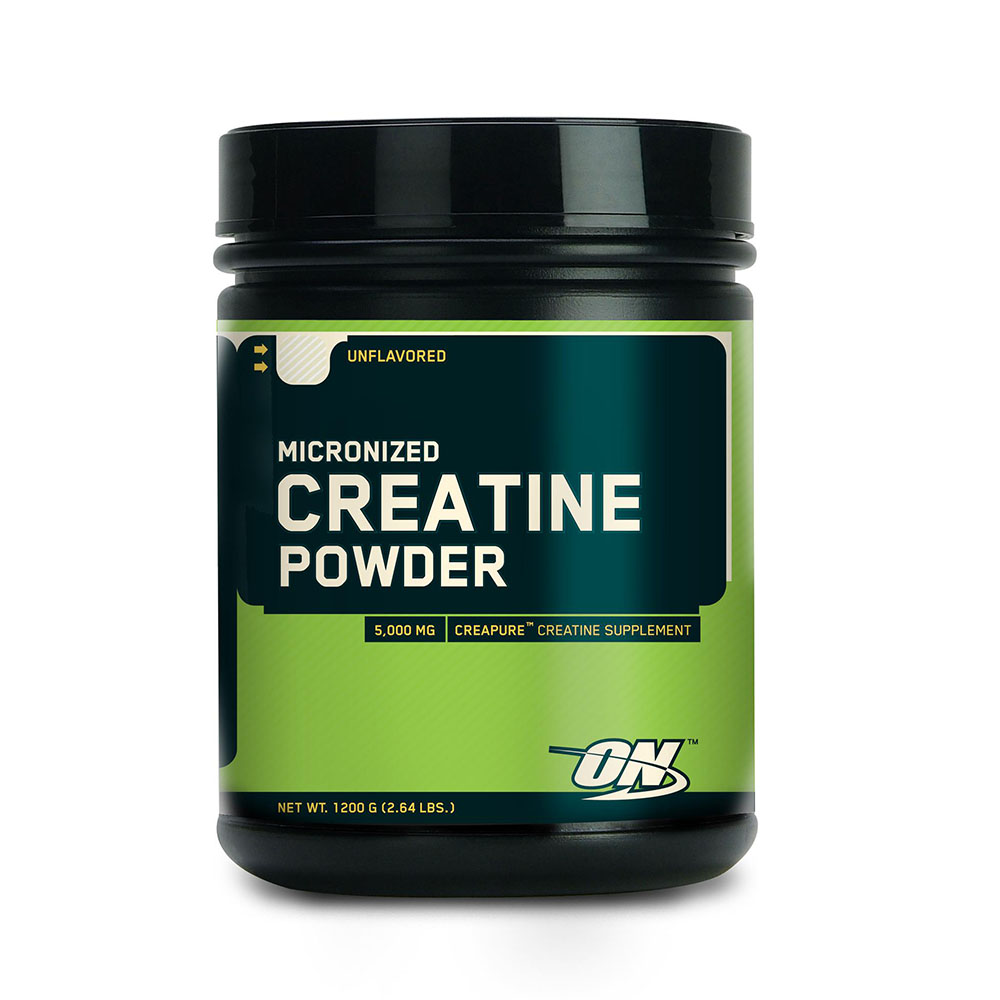 UNFLAVORED
MICRONIZED
CREATINE
POWDER
5,000 MG CREAPURE™ CREATINE SUPPLEMENT
ON™
NET WT. 1200 G (2.64 LBS.)